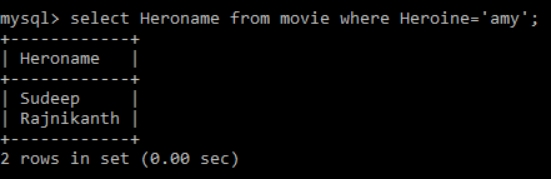 mysql> select Heroname from movie where Heroine='amy';
+------------+
| Heroname   |
+------------+
| Sudeep     |
| Rajnikanth |
+------------+
2 rows in set (0.00 sec)